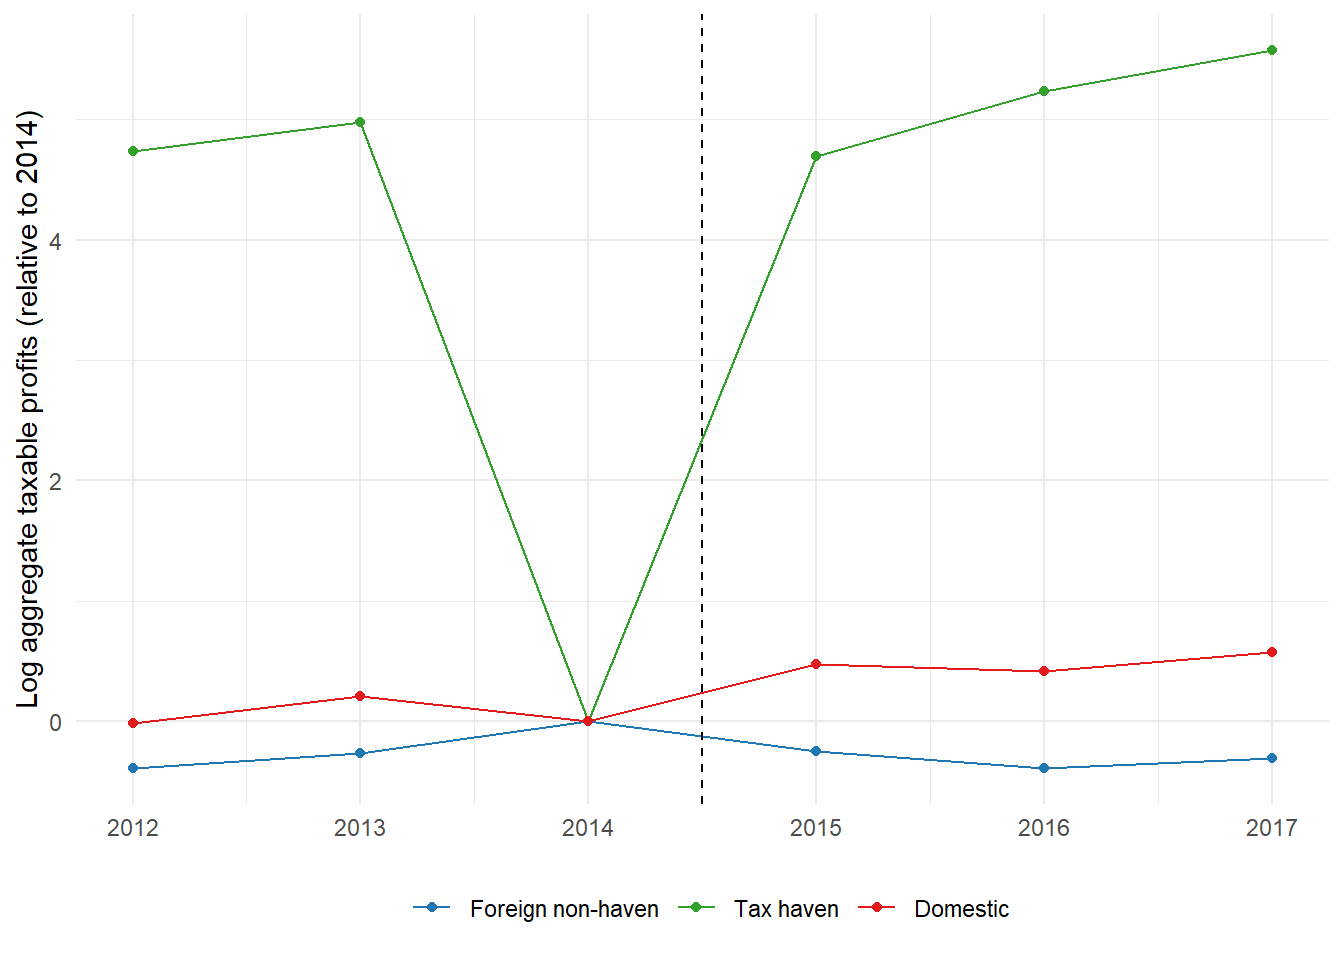 Log aggregate taxable profits (relative to 2014)
4
2
0
2012 2013 2014 2015 2016 2017
Foreign non-haven Tax haven Domestic